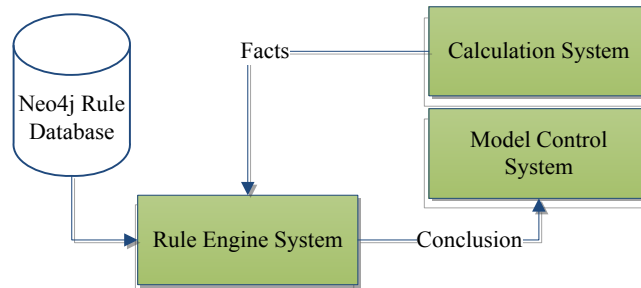 Facts
Calculation System
Neo4j Rule
Database
Model Control
System
Rule Engine System
Conclusion